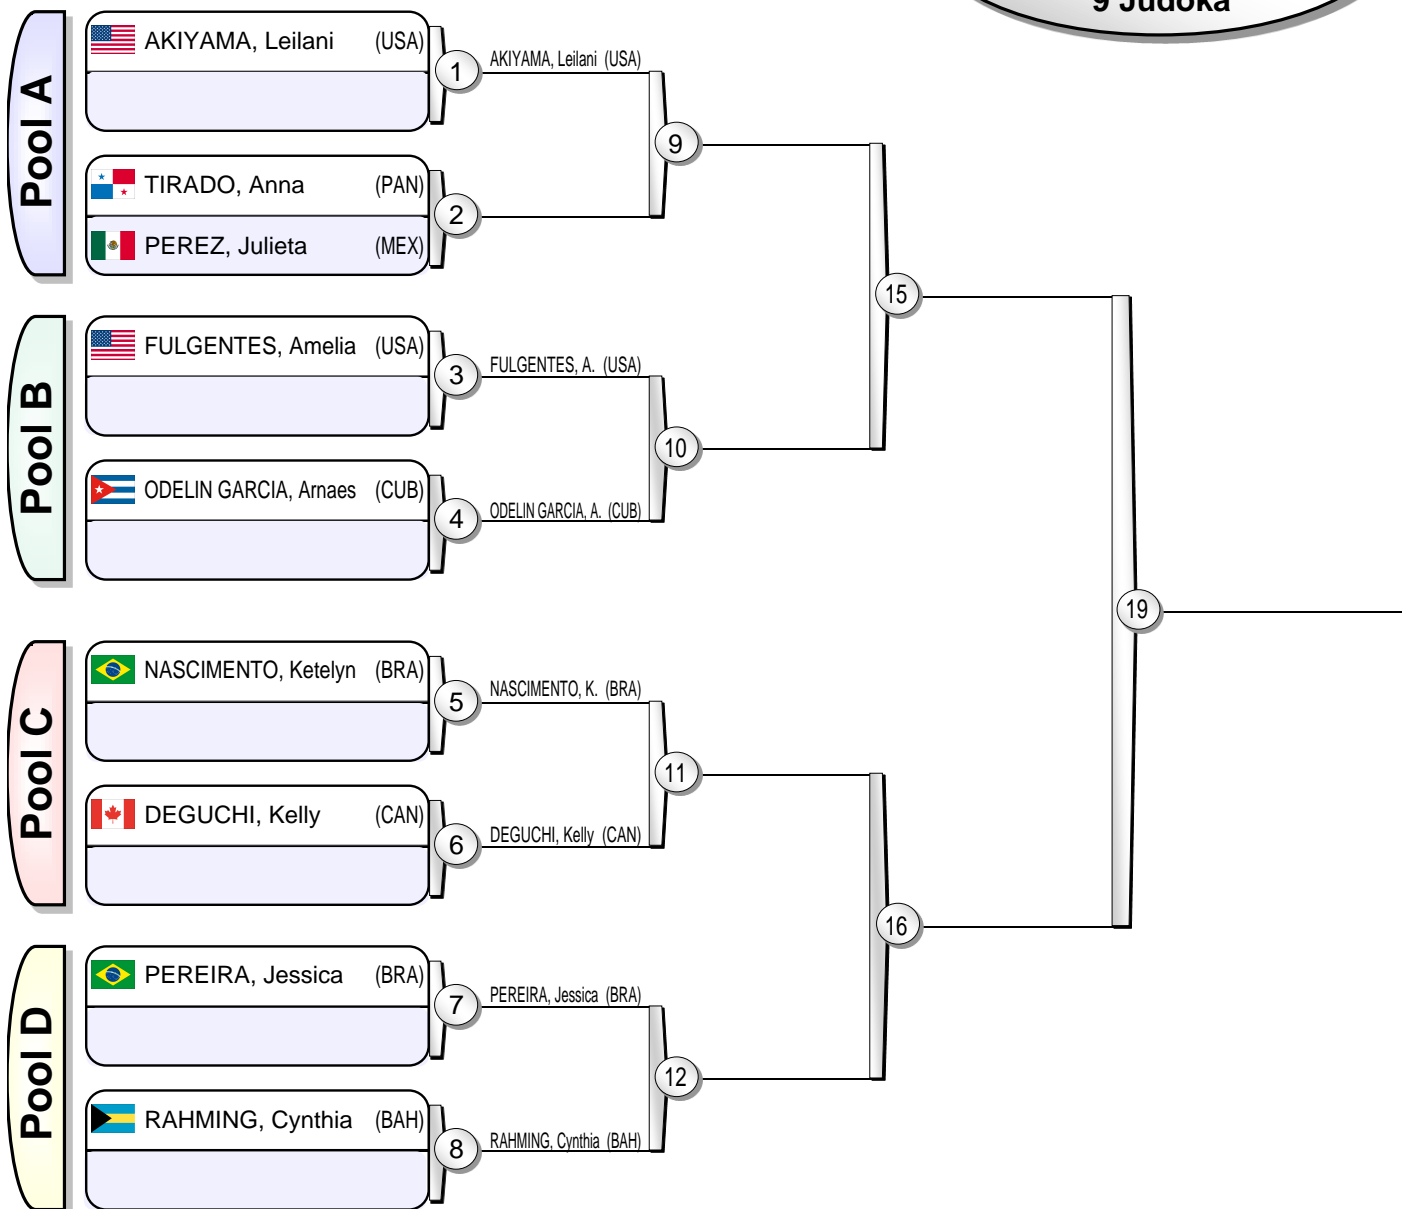 9 Judoka
Pool A
AKIYAMA, Leilani (USA)
1
AKIYAMA, Leilani (USA)
9
TIRADO, Anna (PAN)
2
PEREZ, Julieta (MEX)
15
Pool B
FULGENTES, Amelia (USA)
3
FULGENTES, A. (USA)
10
ODELIN GARCIA, Arnaes (CUB)
4
ODELIN GARCIA, A. (CUB)
19
Pool C
NASCIMENTO, Ketelyn (BRA)
5
NASCIMENTO, K. (BRA)
11
DEGUCHI, Kelly (CAN)
6
DEGUCHI, Kelly (CAN)
16
Pool D
PEREIRA, Jessica (BRA)
7
PEREIRA, Jessica (BRA)
12
RAHMING, Cynthia (BAH)
8
RAHMING, Cynthia (BAH)